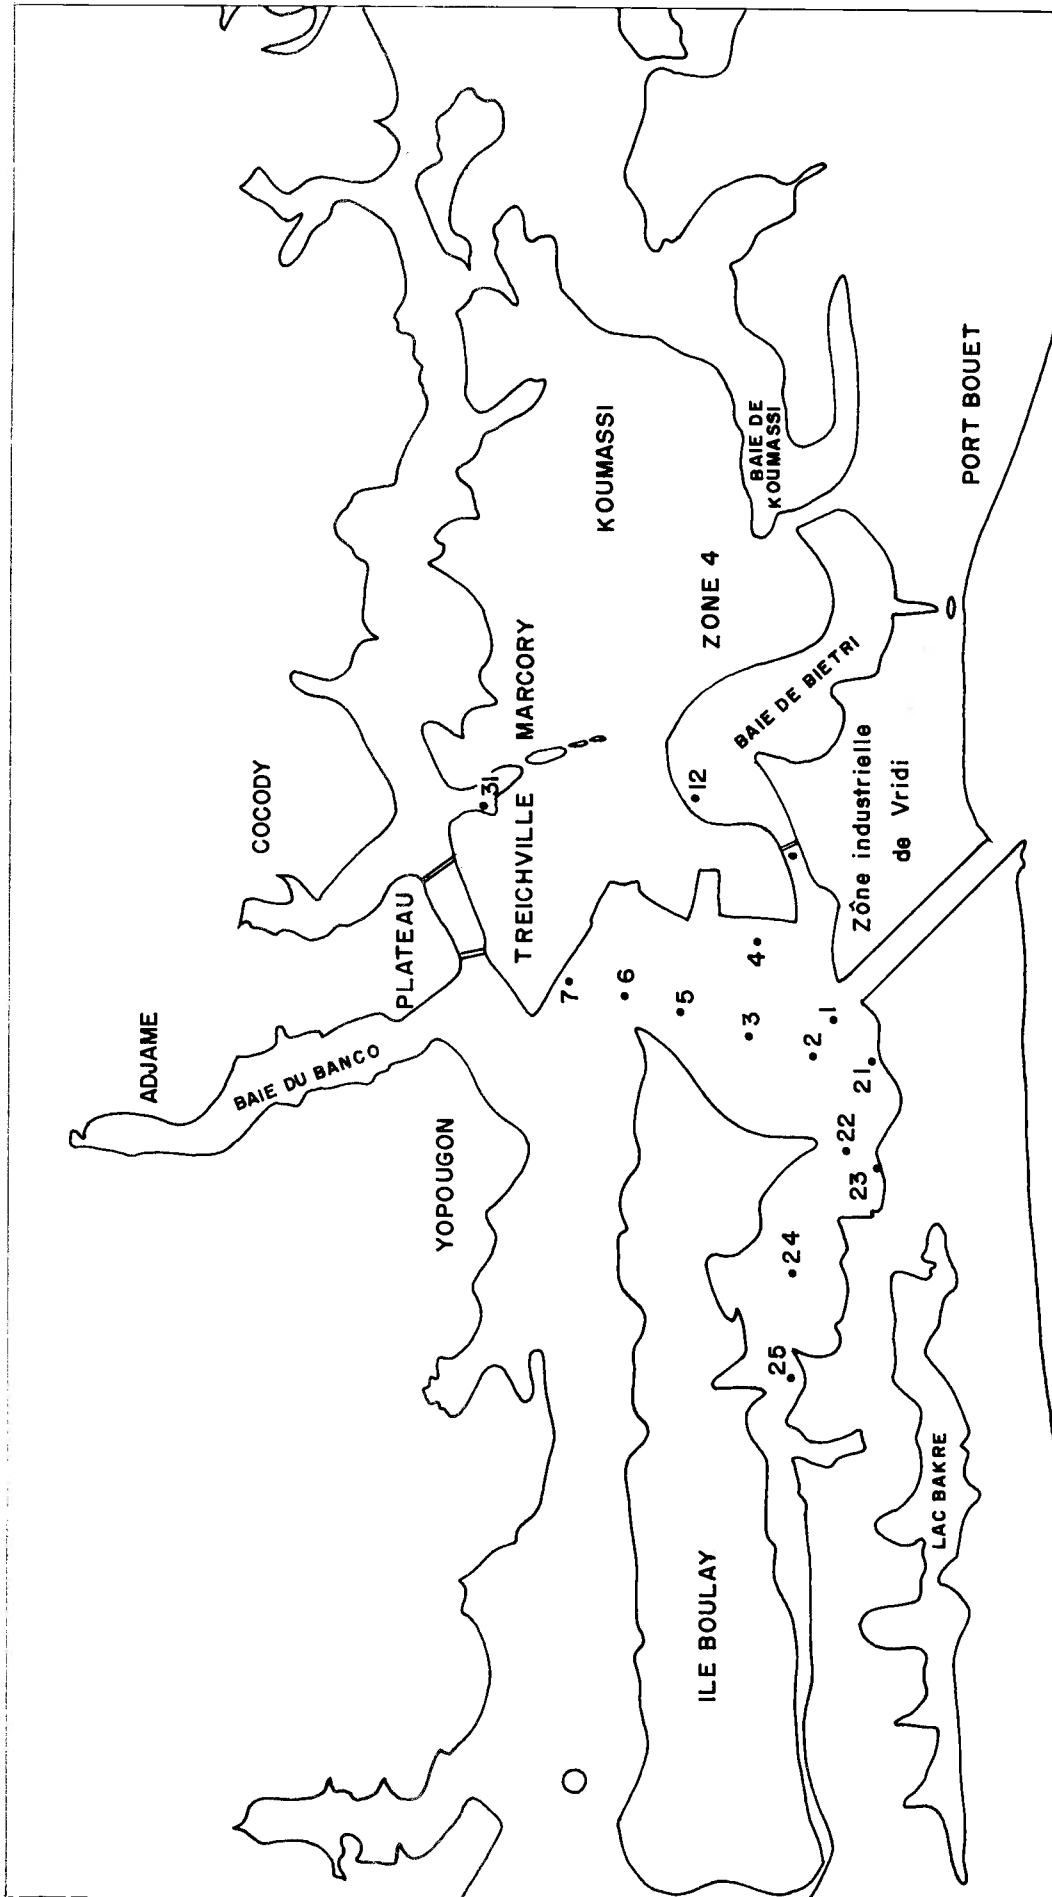 ADJAME
COCODY
BAIE DU BANCO
PLATEAU
YOPOUGON
31
TREICHVILLE
MARCORY
KOUMASSI
7
6
5
ZONE 4
12
BAIE DE
KOUMASSI
BAIE DE BIETRI
4
3
2
1
ILE BOULAY
25
24
22
23
21
Zône industrielle
de Vridi
PORT BOUET
LAC BAKRE